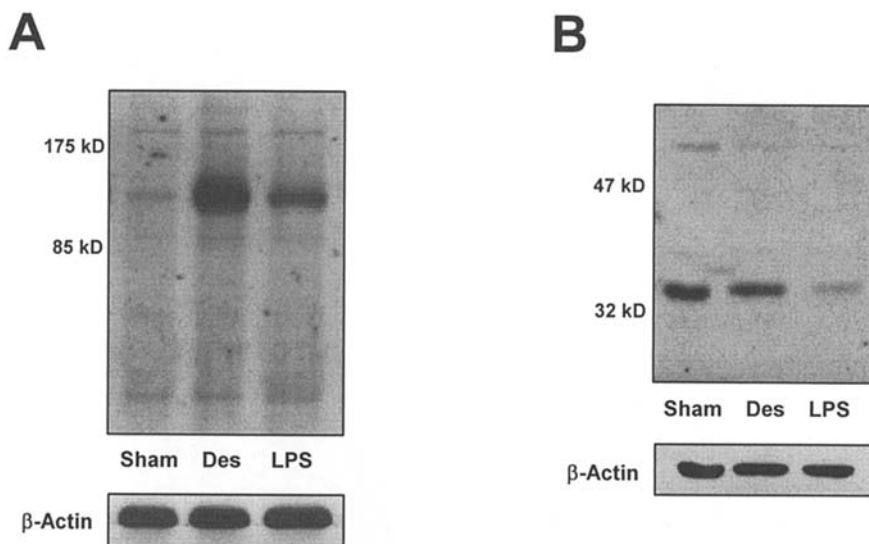 A
175 kD
85 kD
Sham Des LPS
β-Actin
B
47 kD
32 kD
Sham Des LPS
β-Actin